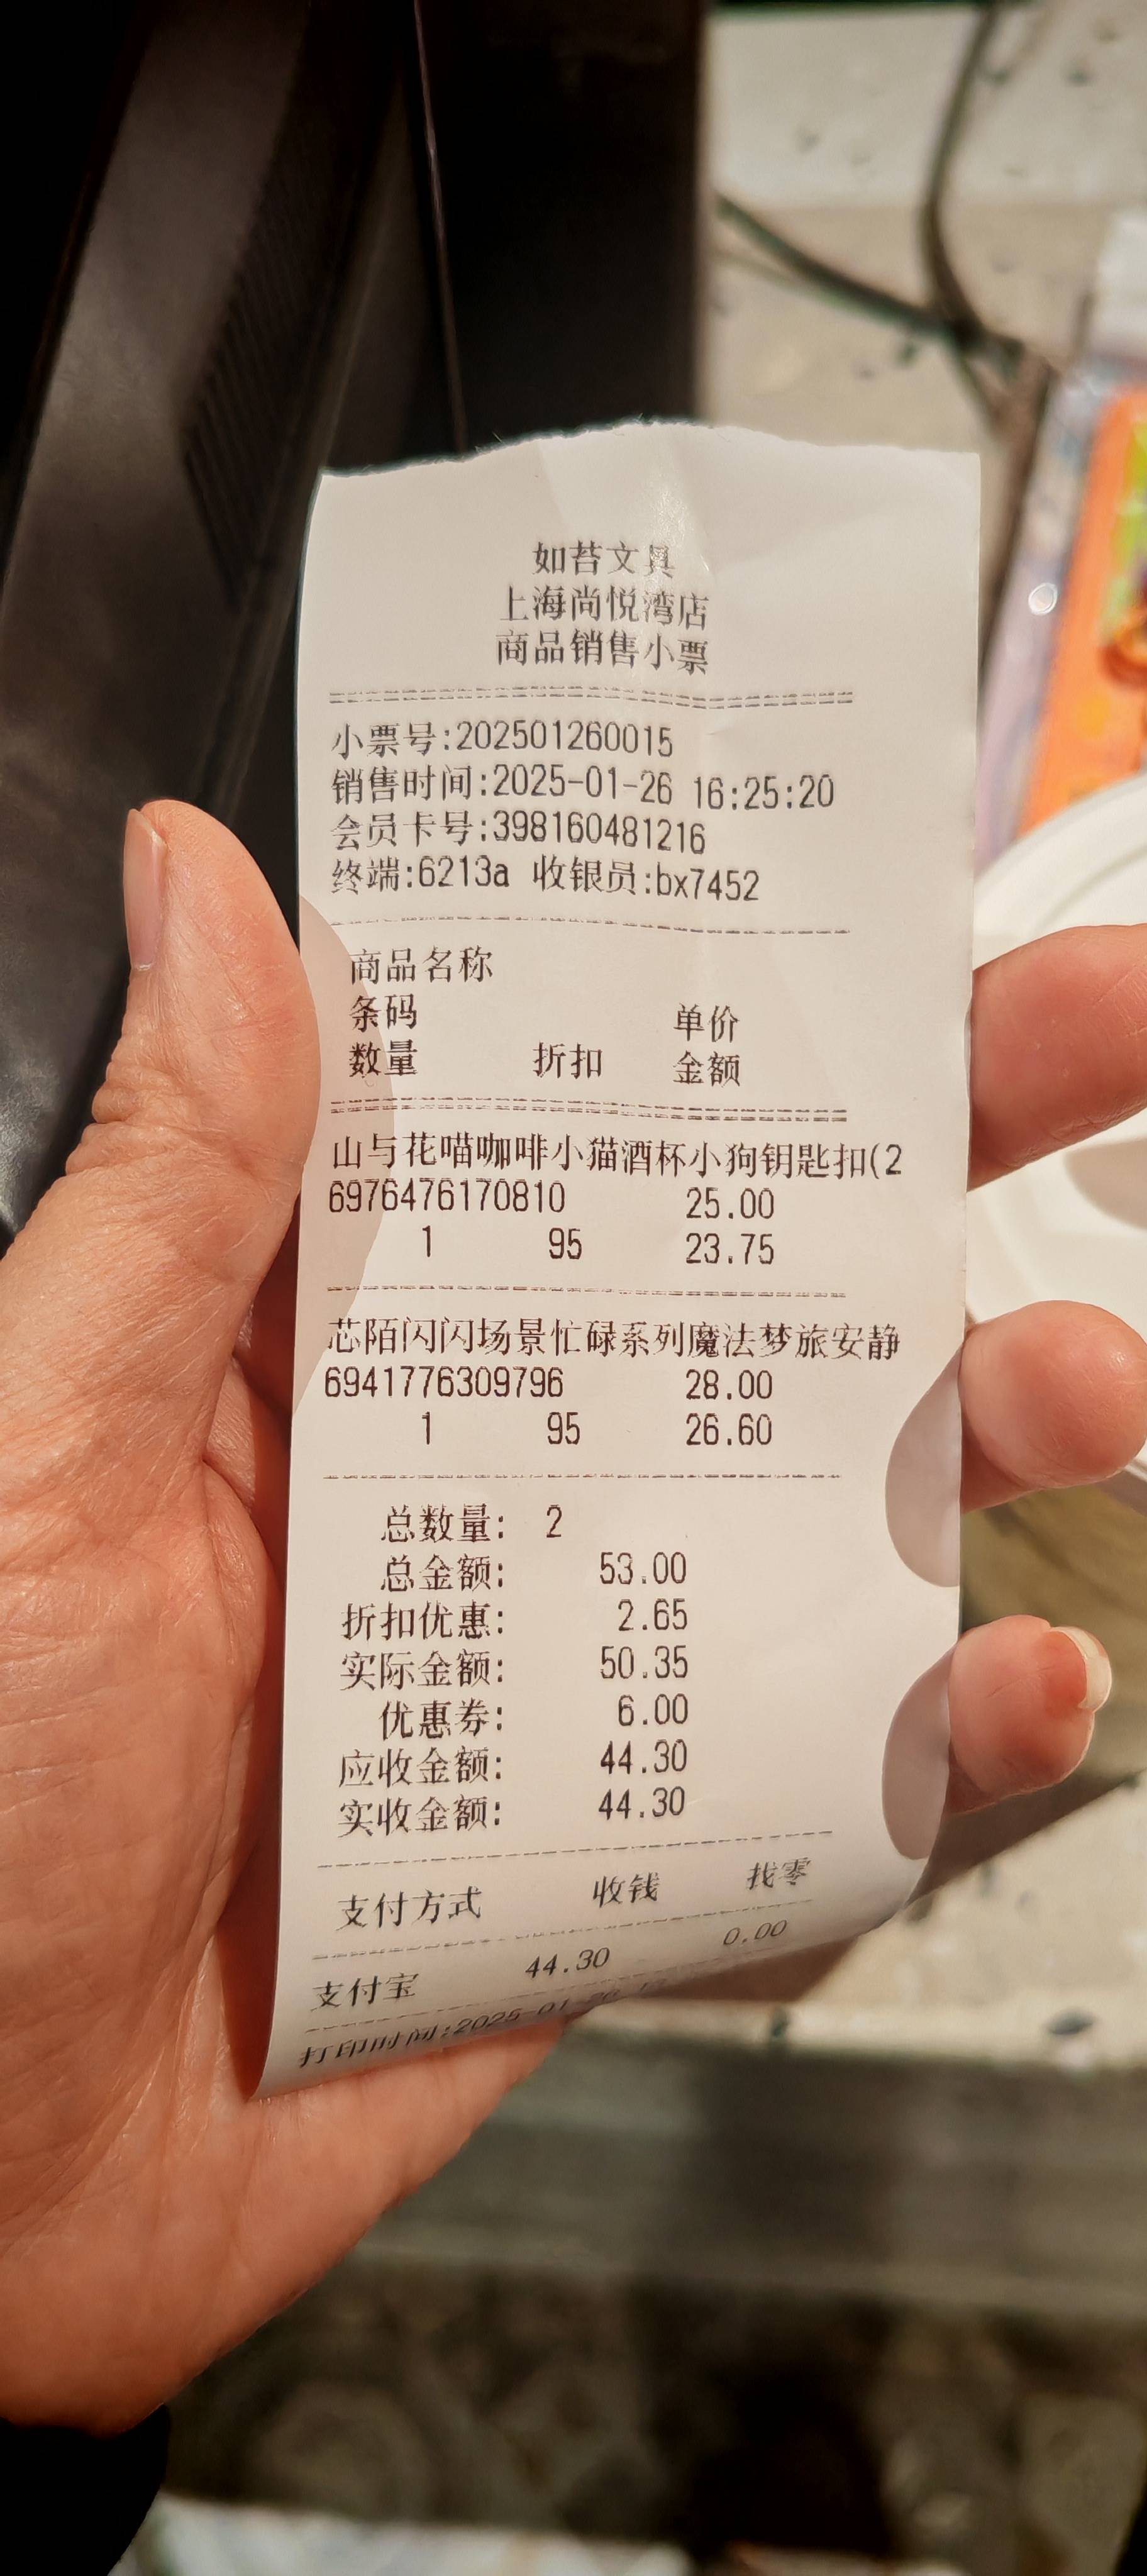 如苔文具
上海尚悦湾店
商品销售小票
小票号:202501260015
销售时间:2025-01-26 16:25:20
会员卡号:398160481216
终端:6213a 收银员:bx7452
商品名称
条码 单价
数量 折扣 金额
山与花喵咖啡小猫酒杯小狗钥匙扣(2
6976476170810 25.00
1 95 23.75
芯陌闪闪场景忙碌系列魔法梦旅安静
6941776309796 28.00
1 95 26.60
总数量: 2
总金额: 53.00
折扣优惠: 2.65
实际金额: 50.35
优惠券: 6.00
应收金额: 44.30
实收金额: 44.30
支付方式 收钱 找零
支付宝 44.30 0.00
打印时间:2025-01-26